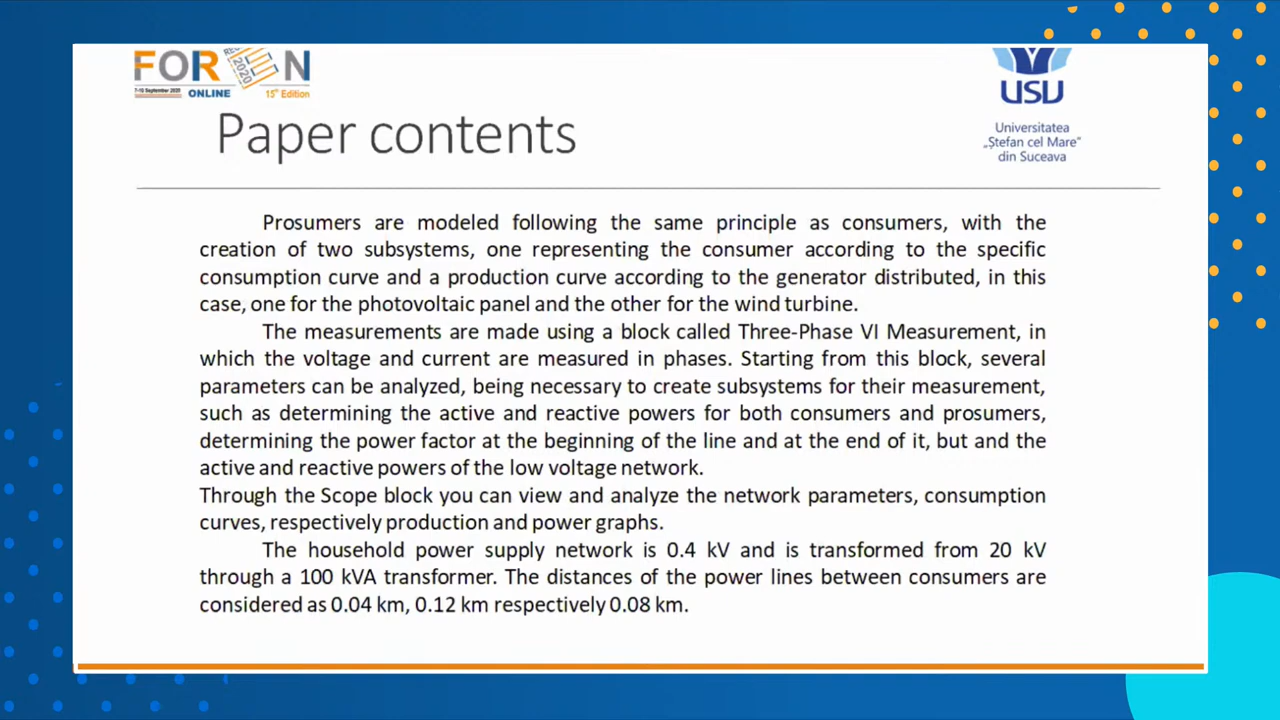 FOR N
REG
2020
7-10 September 2020
ONLINE
15th Edition
USV
Universitatea
„Ștefan cel Mare"
din Suceava
Paper contents
Prosumers are modeled following the same principle as consumers, with the
creation of two subsystems, one representing the consumer according to the specific
consumption curve and a production curve according to the generator distributed, in this
case, one for the photovoltaic panel and the other for the wind turbine.
The measurements are made using a block called Three-Phase VI Measurement, in
which the voltage and current are measured in phases. Starting from this block, several
parameters can be analyzed, being necessary to create subsystems for their measurement,
such as determining the active and reactive powers for both consumers and prosumers,
determining the power factor at the beginning of the line and at the end of it, but and the
active and reactive powers of the low voltage network.
Through the Scope block you can view and analyze the network parameters, consumption
curves, respectively production and power graphs.
The household power supply network is 0.4 kV and is transformed from 20 kV
through a 100 kVA transformer. The distances of the power lines between consumers are
considered as 0.04 km, 0.12 km respectively 0.08 km.